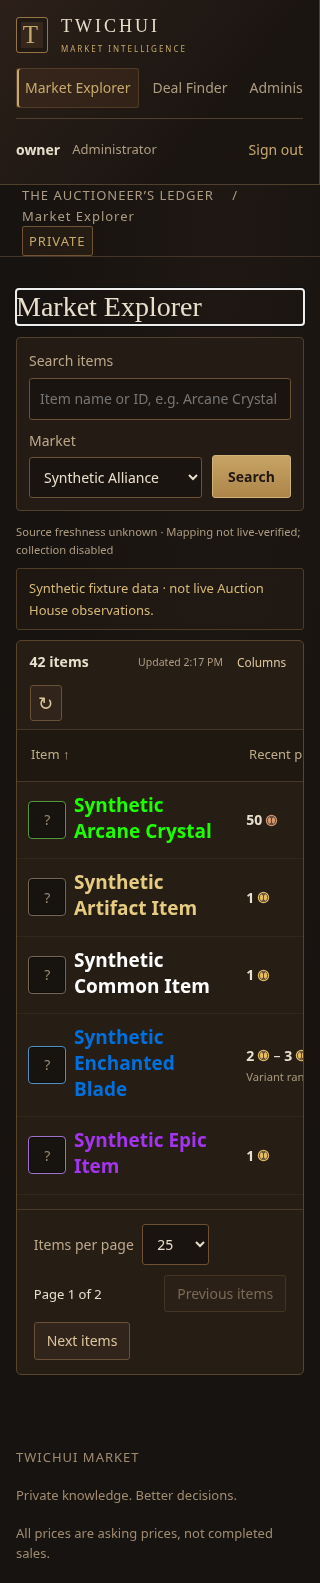 T
TWICHUI
MARKET INTELLIGENCE
Market Explorer Deal Finder Adminis
owner Administrator Sign out
THE AUCTIONEER’S LEDGER /
Market Explorer
PRIVATE
Market Explorer
Search items
Item name or ID, e.g. Arcane Crystal
Market
Synthetic Alliance Search
Source freshness unknown · Mapping not live-verified;
collection disabled
Synthetic fixture data · not live Auction
House observations.
42 items Updated 2:17 PM Columns
↻
Item ↑ Recent p
? Synthetic
Arcane Crystal 50
? Synthetic
Artifact Item 1
? Synthetic
Common Item 1
? Synthetic
Enchanted
Blade 2 – 3
Variant ran
? Synthetic Epic
Item 1
Items per page 25
Page 1 of 2 Previous items
Next items
TWICHUI MARKET
Private knowledge. Better decisions.
All prices are asking prices, not completed
sales.